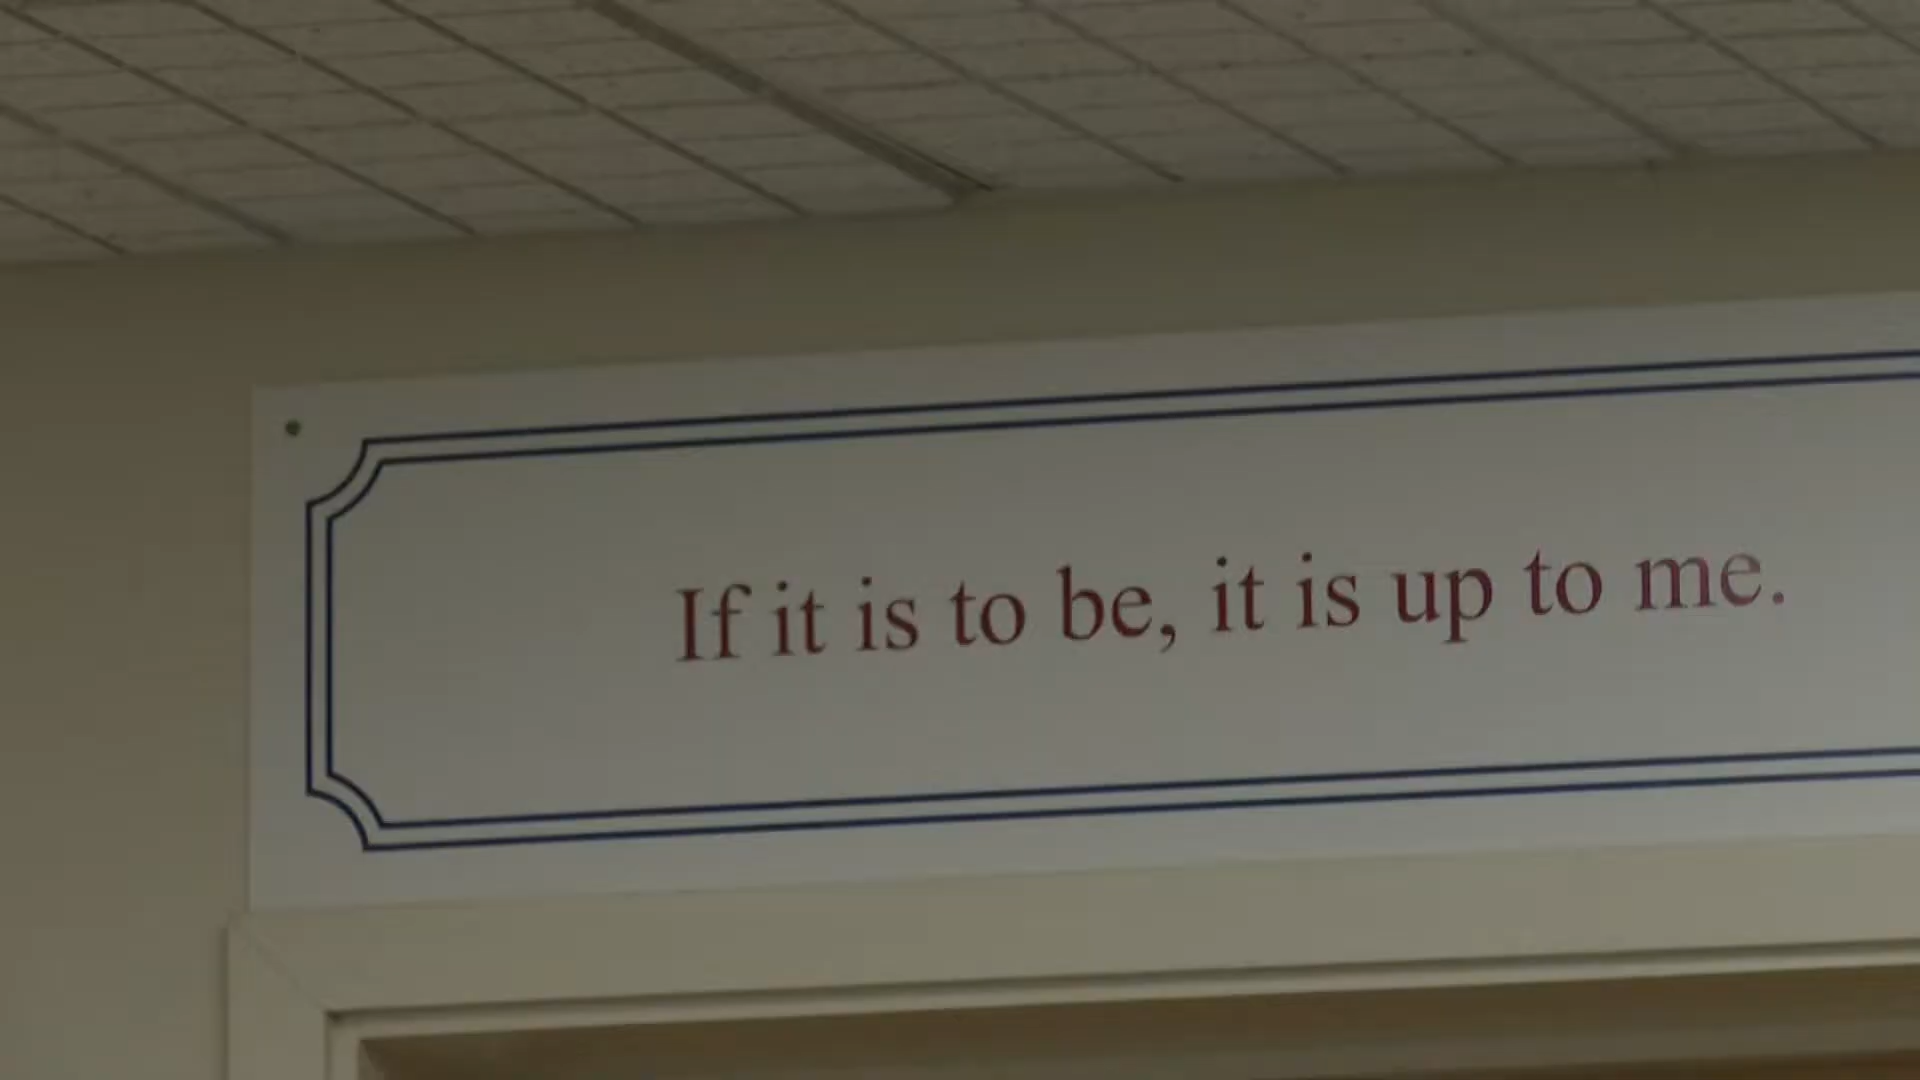 If it is to be, it is up to me.